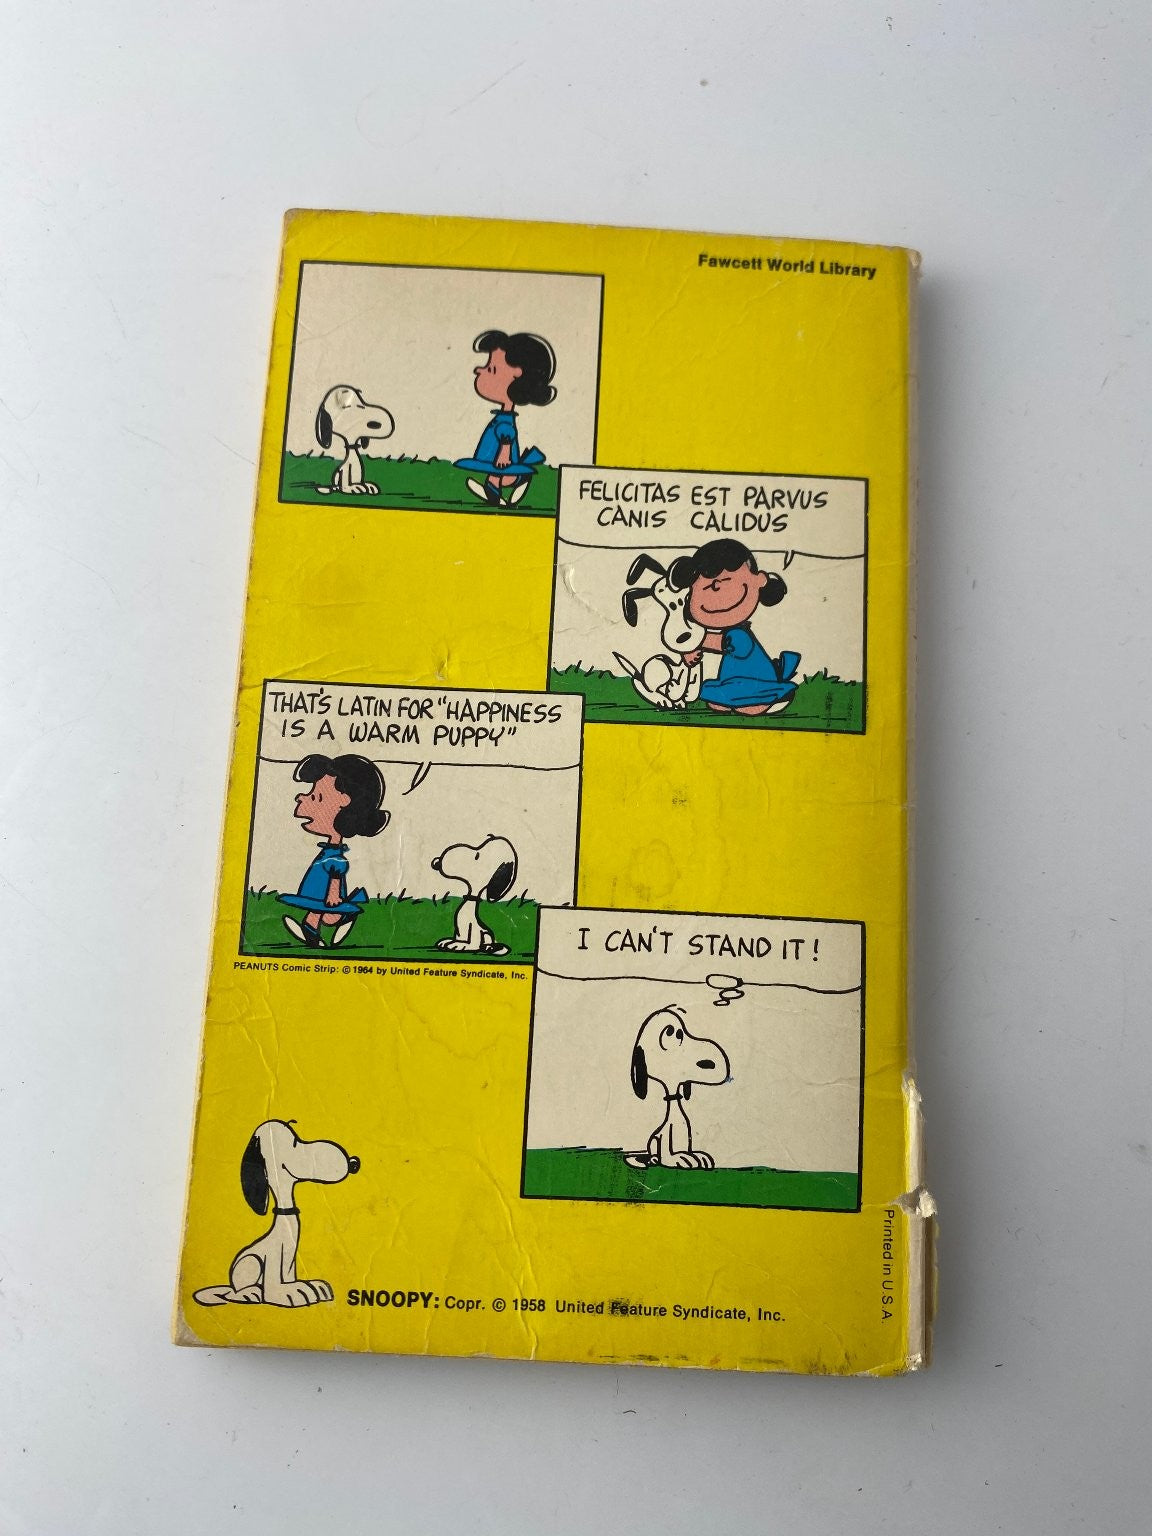 Fawcett World Library
FELICITAS EST PARVUS
CANIS CALIDUS
THAT'S LATIN FOR "HAPPINESS
IS A WARM PUPPY"
PEANUTS Comic Strip: © 1964 by United Feature Syndicate, Inc.
I CAN'T STAND IT!
SNOOPY: Copr. © 1958 United Feature Syndicate, Inc.
Printed in U.S.A.